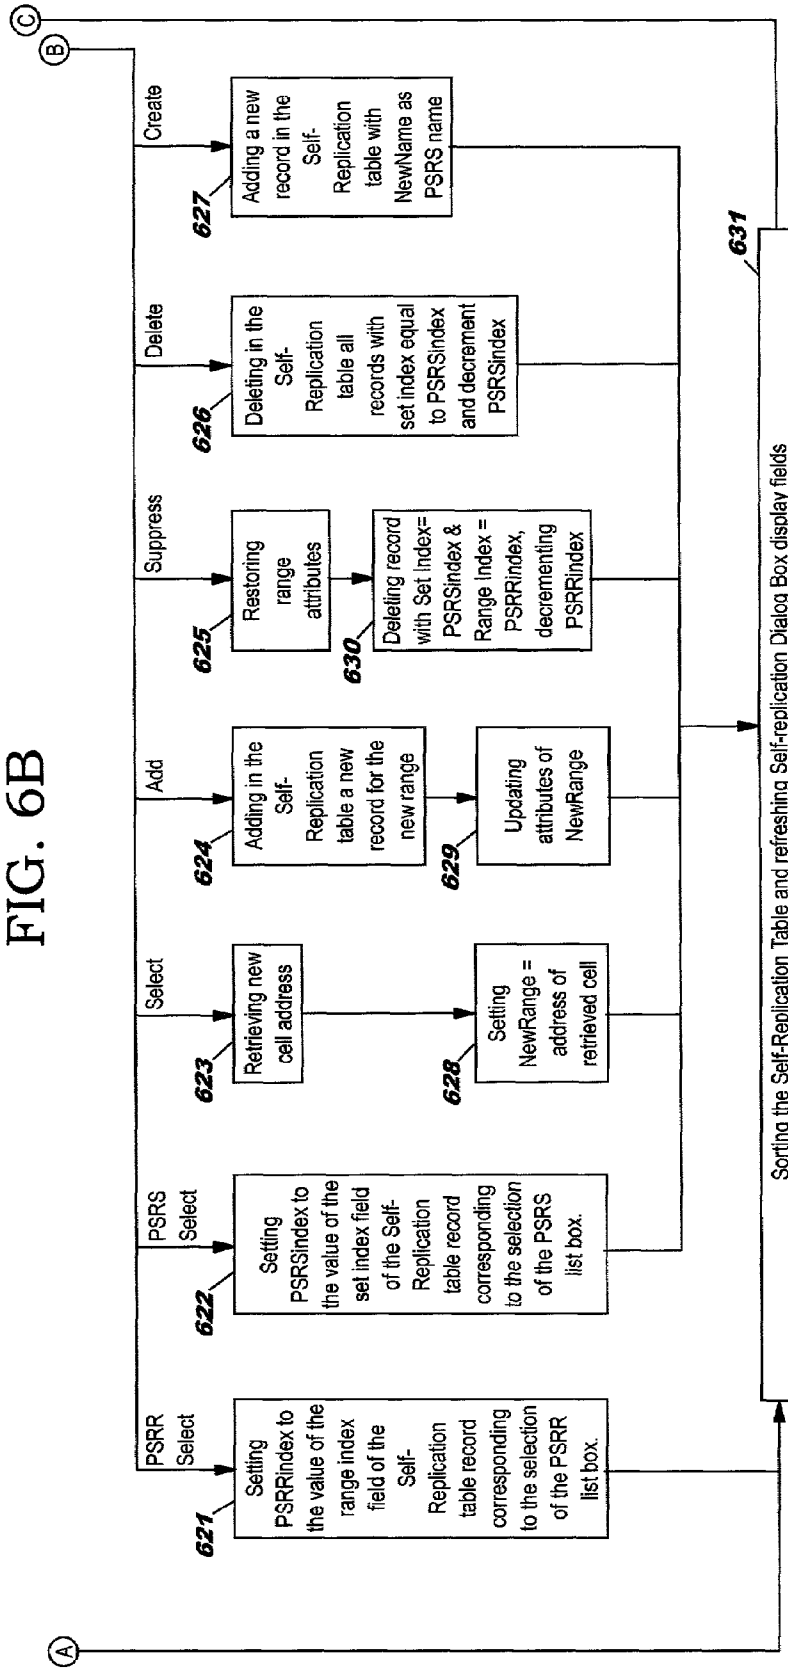 FIG. 6B
A
B
C
PSRR
Select
621
Setting
PSRRindex to
the value of the
range index
field of the
Self-
Replication
table record
corresponding
to the selection
of the PSRR
list box.
PSRS
Select
622
Setting
PSRSindex to
the value of the
set index field
of the Self-
Replication
table record
corresponding
to the selection
of the PSRS
list box.
Select
623
Retrieving new
cell address
628
Setting
NewRange =
address of
retrieved cell
Add
624
Adding in the
Self-
Replication
table a new
record for the
new range
629
Updating
attributes of
NewRange
Suppress
625
Restoring
range
attributes
630
Deleting record
with Set Index=
PSRSindex &
Range Index =
PSRRindex,
decrementing
PSRRindex
Delete
626
Deleting in the
Self-
Replication
table all
records with
set index equal
to PSRSindex
and decrement
PSRSindex
Create
627
Adding a new
record in the
Self-
Replication
table with
NewName as
PSRS name
631
Sorting the Self-Replication Table and refreshing Self-replication Dialog Box display fields